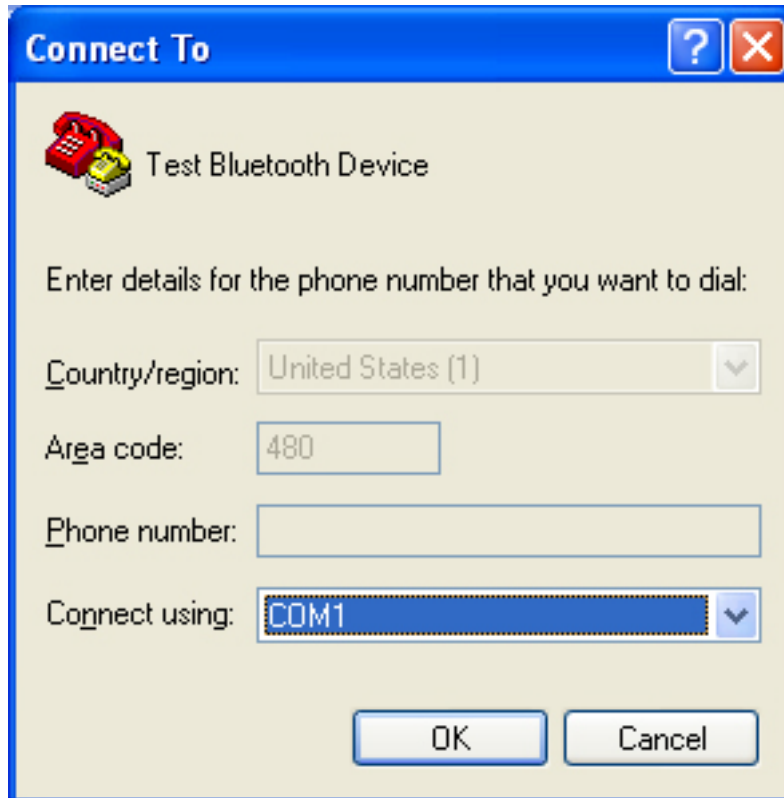 Connect To
?
Test Bluetooth Device
Enter details for the phone number that you want to dial:
Country/region: United States (1)
Area code: 480
Phone number:
Connect using: COM1
OK Cancel